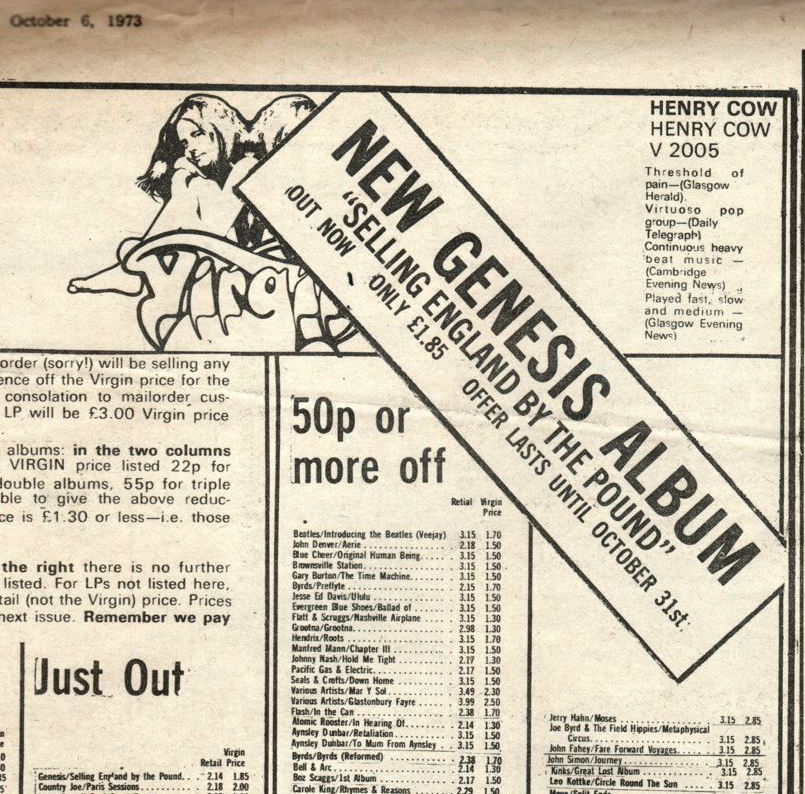 October 6, 1973
Virgin
NEW GENESIS ALBUM
"SELLING ENGLAND BY THE POUND"
OUT NOW ONLY £1.85 OFFER LASTS UNTIL OCTOBER 31st.
HENRY COW
HENRY COW
V 2005
Threshold of
pain—(Glasgow
Herald).
Virtuoso pop
group—(Daily
Telegraph)
Continuous heavy
beat music —
(Cambridge
Evening News)
Played fast, slow
and medium —
(Glasgow Evening
News)
order (sorry!) will be selling any
ence off the Virgin price for the
consolation to mailorder cus-
LP will be £3.00 Virgin price
albums: in the two columns
VIRGIN price listed 22p for
double albums, 55p for triple
ble to give the above reduc-
ce is £1.30 or less—i.e. those
the right there is no further
listed. For LPs not listed here,
tail (not the Virgin) price. Prices
next issue. Remember we pay
Just Out
Virgin
Retail Price
Genesis/Selling England by the Pound. . 2.14 1.85
Country Joe/Paris Sessions . . . . . . . . 2.18 2.00
50p or
more off
Retial Virgin
Price
Beatles/Introducing the Beatles (Veejay) 3.15 1.70
John Denver/Aerie . . . . . . . . . . . 2.18 1.50
Blue Cheer/Original Human Being. . . . 3.15 1.50
Brownsville Station. . . . . . . . . . . 3.15 1.50
Gary Burton/The Time Machine. . . . . 3.15 1.50
Byrds/Preflyte . . . . . . . . . . . . . 2.15 1.70
Jesse Ed Davis/Ululu . . . . . . . . . . 3.15 1.50
Evergreen Blue Shoes/Ballad of . . . . . 3.15 1.50
Flatt & Scruggs/Nashville Airplane . . . 3.15 1.30
Grootna/Grootna. . . . . . . . . . . . . 2.98 1.30
Hendrix/Roots . . . . . . . . . . . . . 3.15 1.70
Manfred Mann/Chapter III . . . . . . . 3.15 1.50
Johnny Nash/Hold Me Tight . . . . . . . 2.17 1.30
Pacific Gas & Electric. . . . . . . . . . 2.17 1.50
Seals & Crofts/Down Home . . . . . . . 3.15 1.50
Various Artists/Mar Y Sol. . . . . . . . 3.49 2.30
Various Artists/Glastonbury Fayre . . . . 3.99 2.50
Flash/In the Can . . . . . . . . . . . . 2.38 1.70
Atomic Rooster/In Hearing Of. . . . . . 2.14 1.30
Aynsley Dunbar/Retaliation. . . . . . . 3.15 1.50
Aynsley Dunbar/To Mum From Aynsley . 3.15 1.50
Byrds/Byrds (Reformed) . . . . . . . . 2.38 1.70
Bell & Arc. . . . . . . . . . . . . . . 2.14 1.30
Boz Scaggs/1st Album . . . . . . . . . 2.17 1.50
Carole King/Rhymes & Reasons . . . . . 2.29 1.50
Jerry Hahn/Moses . . . . . . . . . . . 3.15 2.85
Joe Byrd & The Field Hippies/Metaphysical
Circus. . . . . . . . . . . . . . . . . 3.15 2.85
John Fahey/Fare Forward Voyages. . . . 3.15 2.85
John Simon/Journey . . . . . . . . . . 3.15 2.85
Kinks/Great Lost Album . . . . . . . . 3.15 2.85
Leo Kottke/Circle Round The Sun . . . . 3.15 2.85